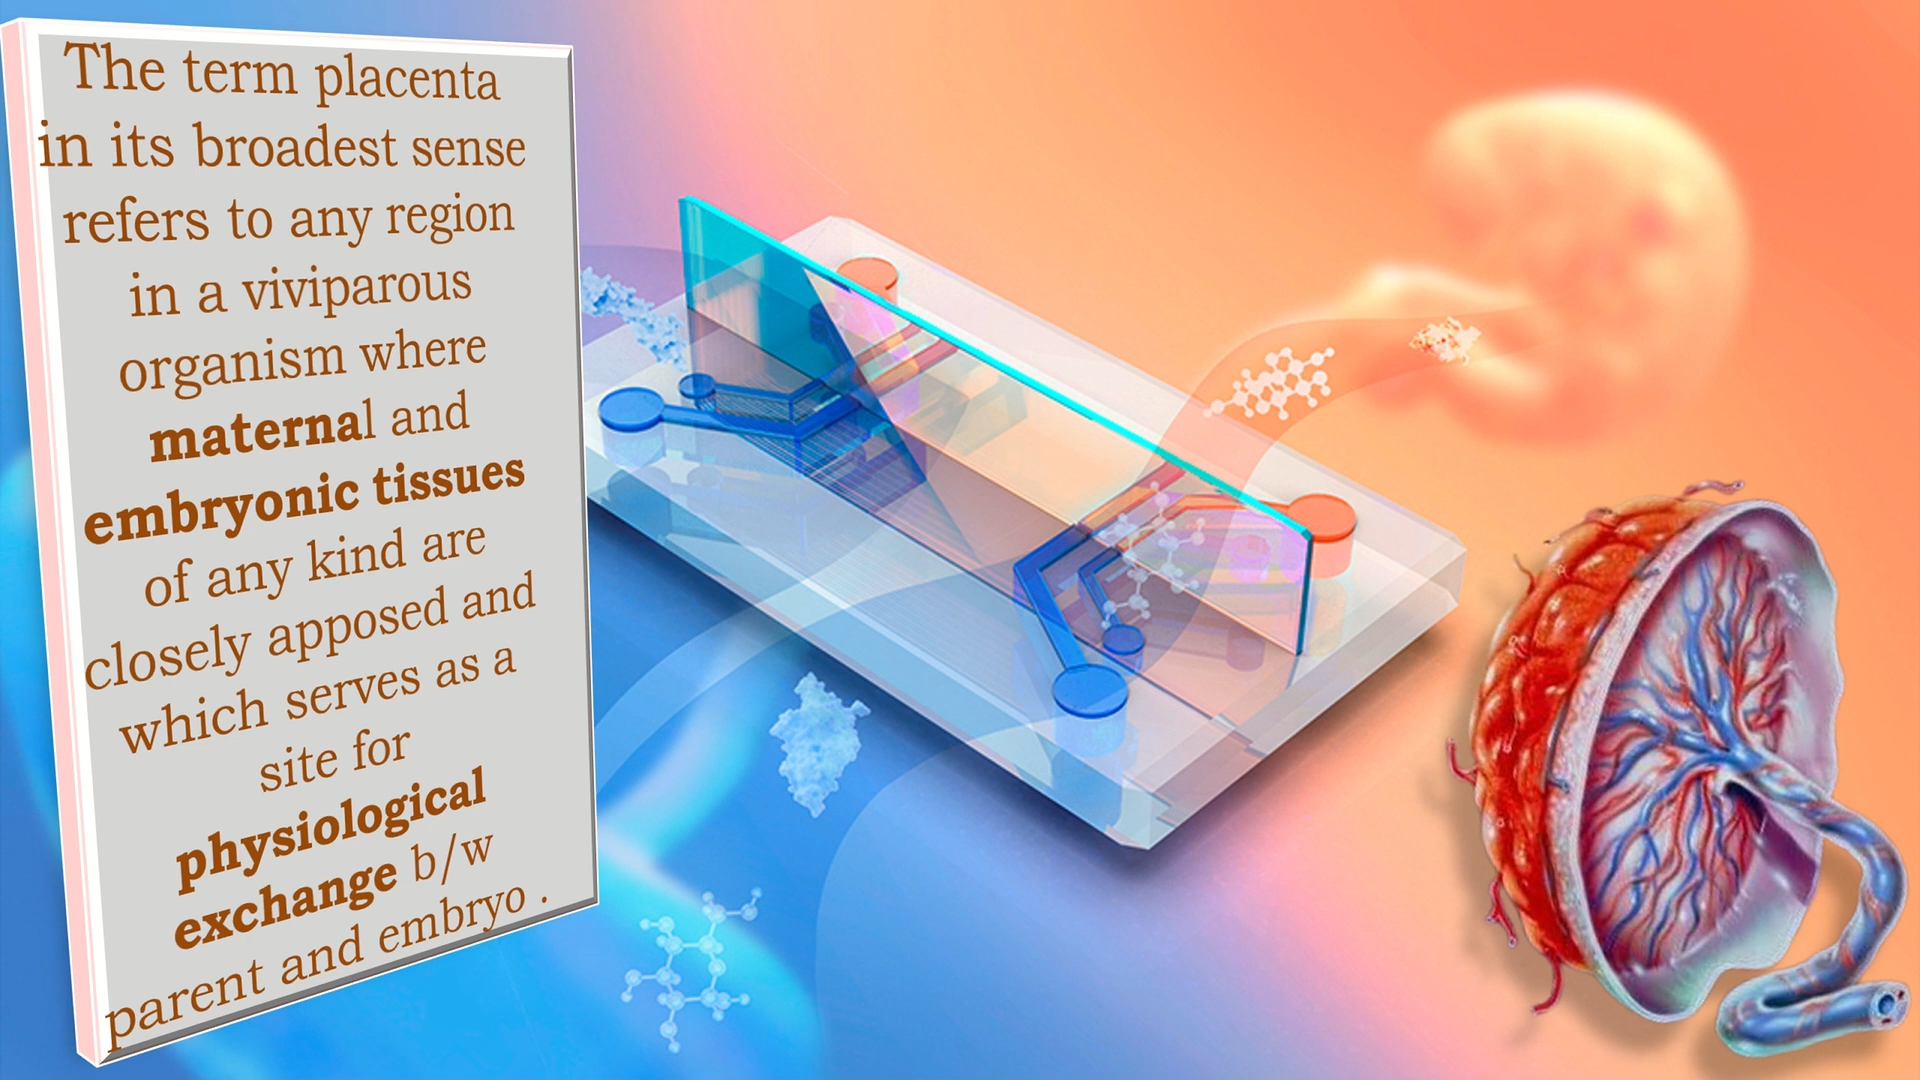 The term placenta
in its broadest sense
refers to any region
in a viviparous
organism where
maternal and
embryonic tissues
of any kind are
closely apposed and
which serves as a
site for
physiological
exchange b/w
parent and embryo .